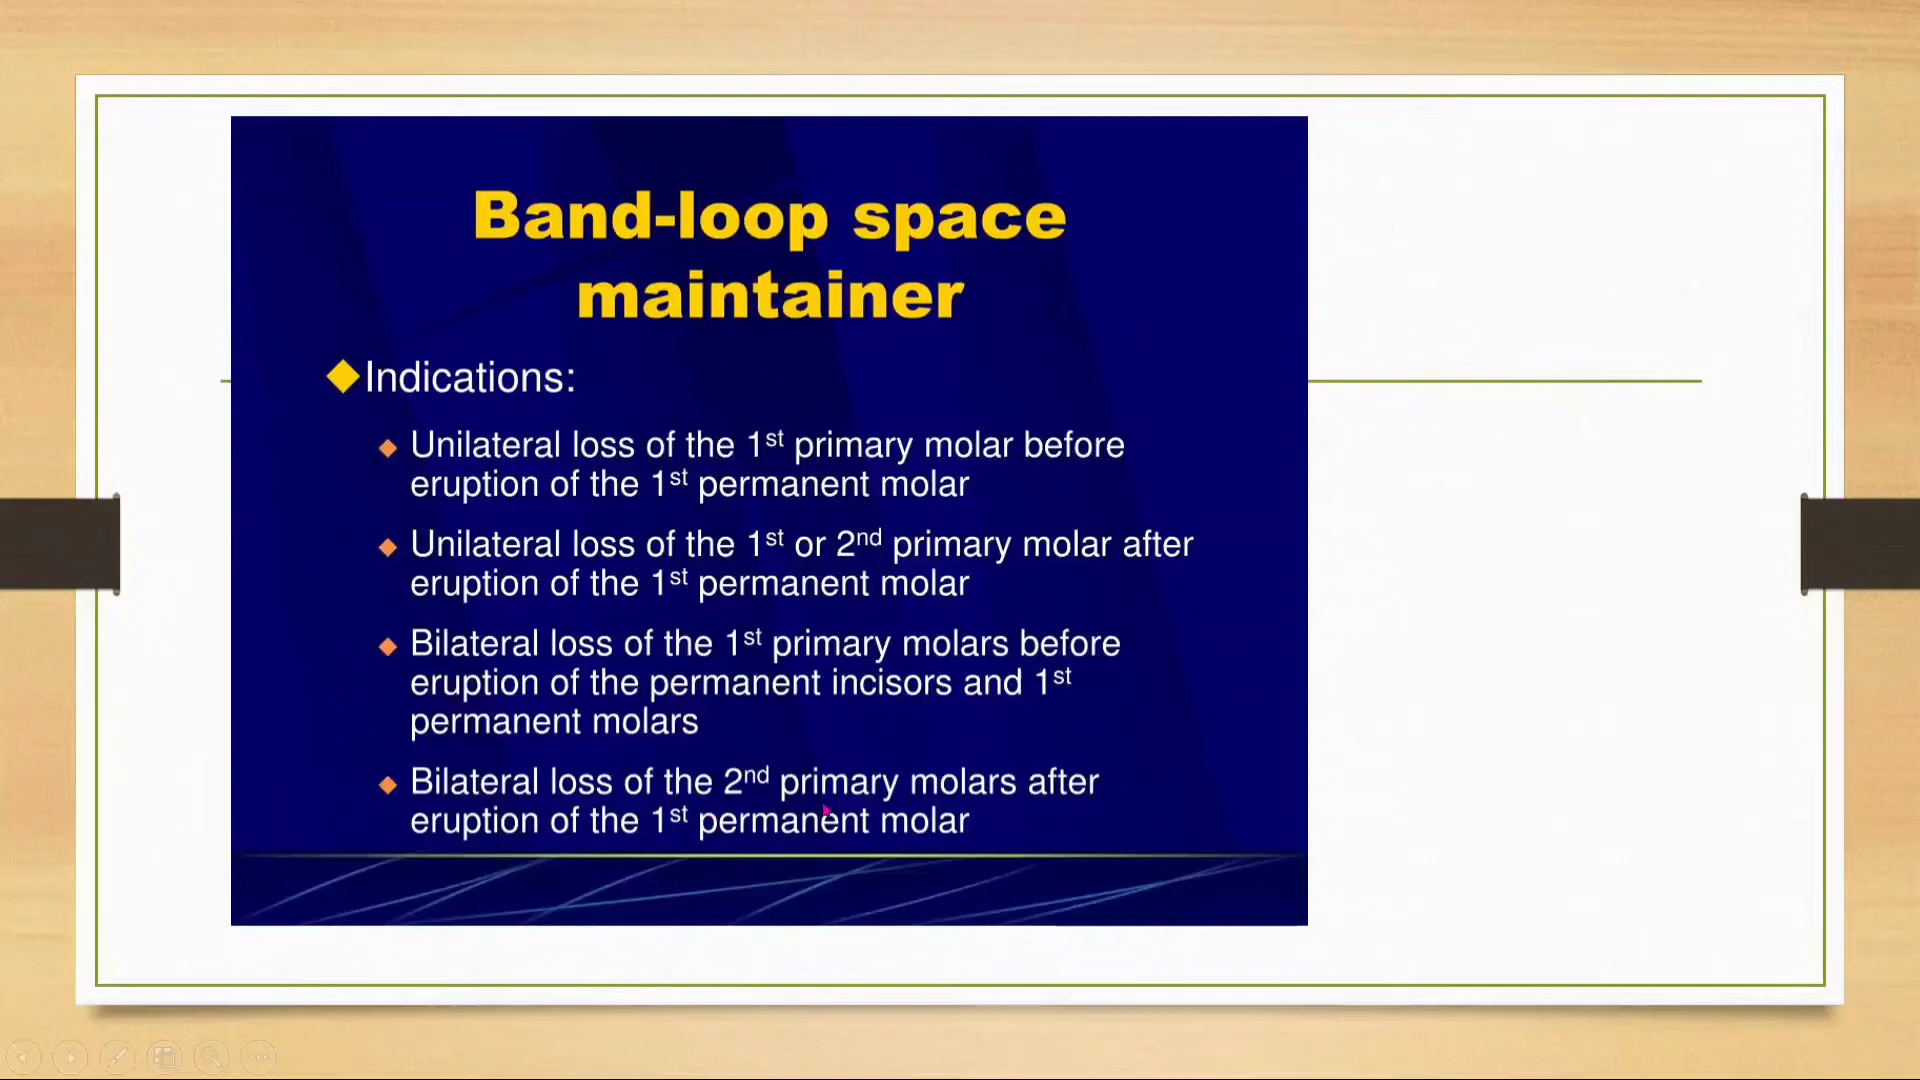 Band-loop space
maintainer
Indications:
Unilateral loss of the 1st primary molar before
eruption of the 1st permanent molar
Unilateral loss of the 1st or 2nd primary molar after
eruption of the 1st permanent molar
Bilateral loss of the 1st primary molars before
eruption of the permanent incisors and 1st
permanent molars
Bilateral loss of the 2nd primary molars after
eruption of the 1st permanent molar